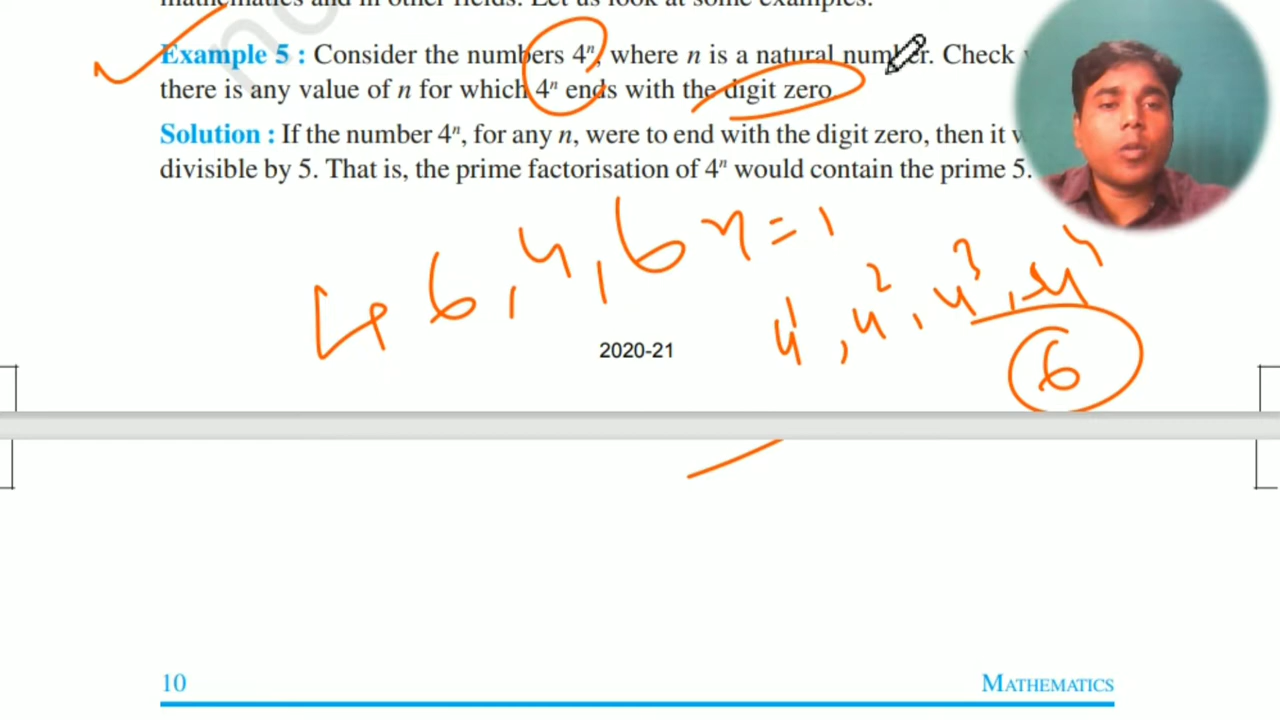 mathematics and in other fields. Let us look at some examples.
Example 5 : Consider the numbers 4ⁿ, where n is a natural number. Check
there is any value of n for which 4ⁿ ends with the digit zero.
Solution : If the number 4ⁿ, for any n, were to end with the digit zero, then it
divisible by 5. That is, the prime factorisation of 4ⁿ would contain the prime 5.
4 6, 4, 6 n = 1
4¹, 4², 4³, 4⁴
6
2020-21
10 MATHEMATICS